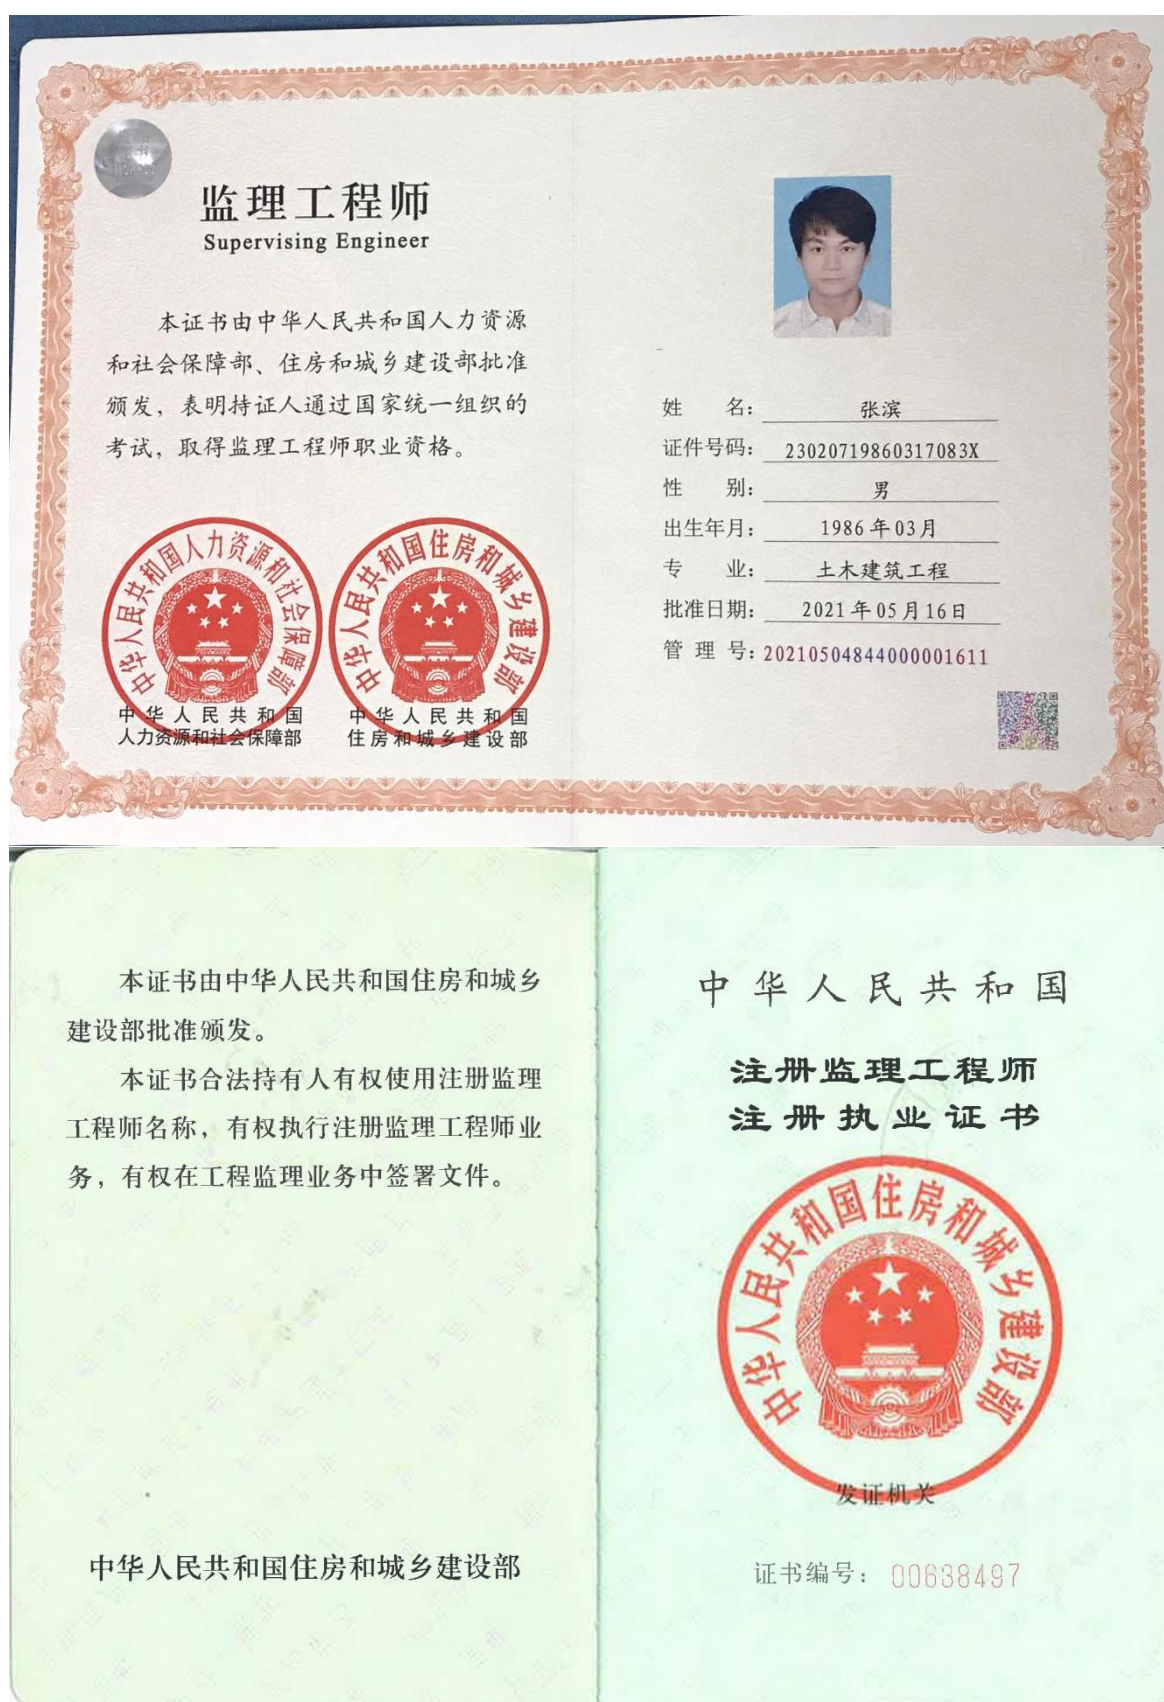 监理工程师
Supervising Engineer
本证书由中华人民共和国人力资源
和社会保障部、住房和城乡建设部批准
颁发，表明持证人通过国家统一组织的
考试，取得监理工程师职业资格。
中华人民共和国人力资源和社会保障部
中华人民共和国住房和城乡建设部
中华人民共和国
人力资源和社会保障部
中华人民共和国
住房和城乡建设部
姓 名：张滨
证件号码：23020719860317083X
性 别：男
出生年月：1986年03月
专 业：土木建筑工程
批准日期：2021年05月16日
管 理 号：20210504844000001611
本证书由中华人民共和国住房和城乡
建设部批准颁发。
本证书合法持有人有权使用注册监理
工程师名称，有权执行注册监理工程师业
务，有权在工程监理业务中签署文件。
中华人民共和国住房和城乡建设部
中华人民共和国
注册监理工程师
注册执业证书
中华人民共和国住房和城乡建设部
发证机关
证书编号：00638497